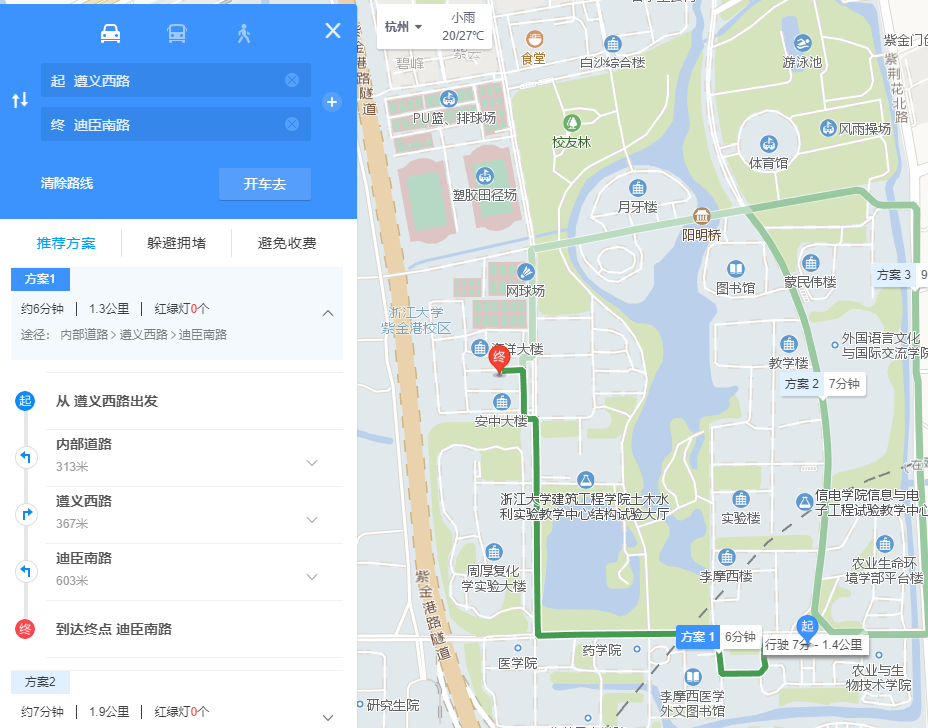 起 遵义西路
终 迪臣南路
清除路线
开车去
推荐方案
躲避拥堵
避免收费
方案1
约6分钟 | 1.3公里 | 红绿灯0个
途径： 内部道路 > 遵义西路 > 迪臣南路
起 从 遵义西路出发
内部道路
313米
遵义西路
367米
迪臣南路
603米
终 到达终点 迪臣南路
方案2
约7分钟 | 1.9公里 | 红绿灯0个
杭州
小雨
20/27℃
碧峰
紫云
食堂
白沙综合楼
游泳池
紫荆花北路
PU篮、排球场
校友林
风雨操场
体育馆
塑胶田径场
月牙楼
阳明桥
图书馆
蒙民伟楼
方案 3
网球场
浙江大学
紫金港校区
海洋大楼
终
外国语言文化
与国际交流学院
教学楼
方案 2 7分钟
安中大楼
浙江大学建筑工程学院土木水
利实验教学中心结构试验大厅
实验楼
信电学院信息与电
子工程试验教学中心
周厚复化
学实验大楼
李摩西楼
农业生命环
境学部平台楼
紫金港路隧道
紫金港路隧道
起
方案 1 6分钟
行驶 7分 - 1.4公里
医学院
药学院
农业与生
物技术学院
李摩西医学
外文图书馆
研究生院